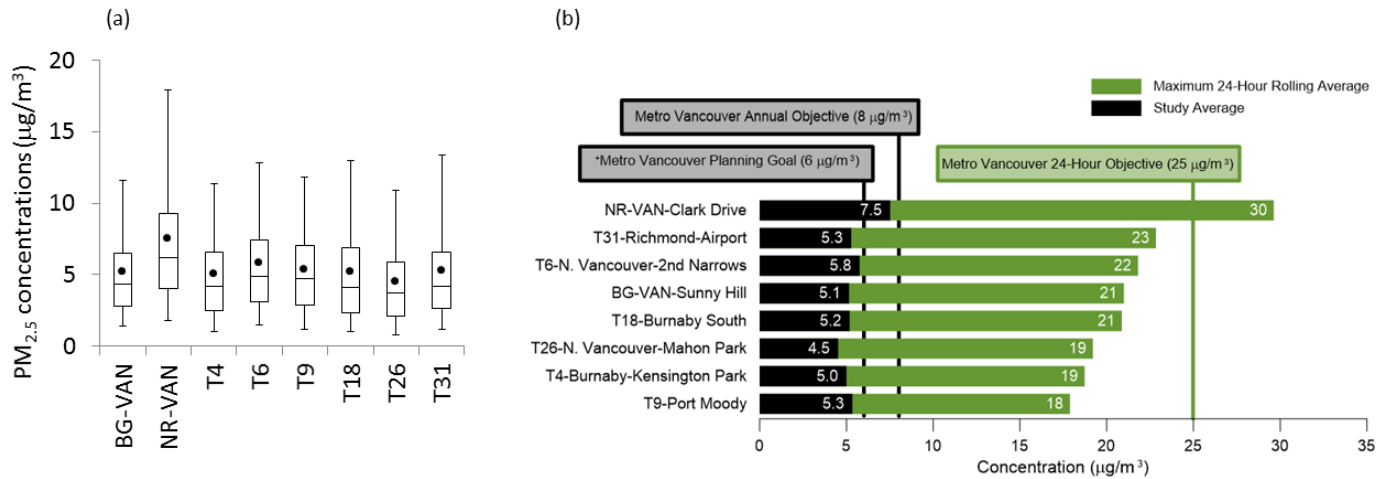 (a)
PM2.5 concentrations (µg/m³)
20
15
10
5
0
BG-VAN
NR-VAN
T4
T6
T9
T18
T26
T31
(b)
Maximum 24-Hour Rolling Average
Study Average
Metro Vancouver Annual Objective (8 µg/m³)
+Metro Vancouver Planning Goal (6 µg/m³)
Metro Vancouver 24-Hour Objective (25 µg/m³)
NR-VAN-Clark Drive 7.5 30
T31-Richmond-Airport 5.3 23
T6-N. Vancouver-2nd Narrows 5.8 22
BG-VAN-Sunny Hill 5.1 21
T18-Burnaby South 5.2 21
T26-N. Vancouver-Mahon Park 4.5 19
T4-Burnaby-Kensington Park 5.0 19
T9-Port Moody 5.3 18
0 5 10 15 20 25 30 35
Concentration (µg/m³)